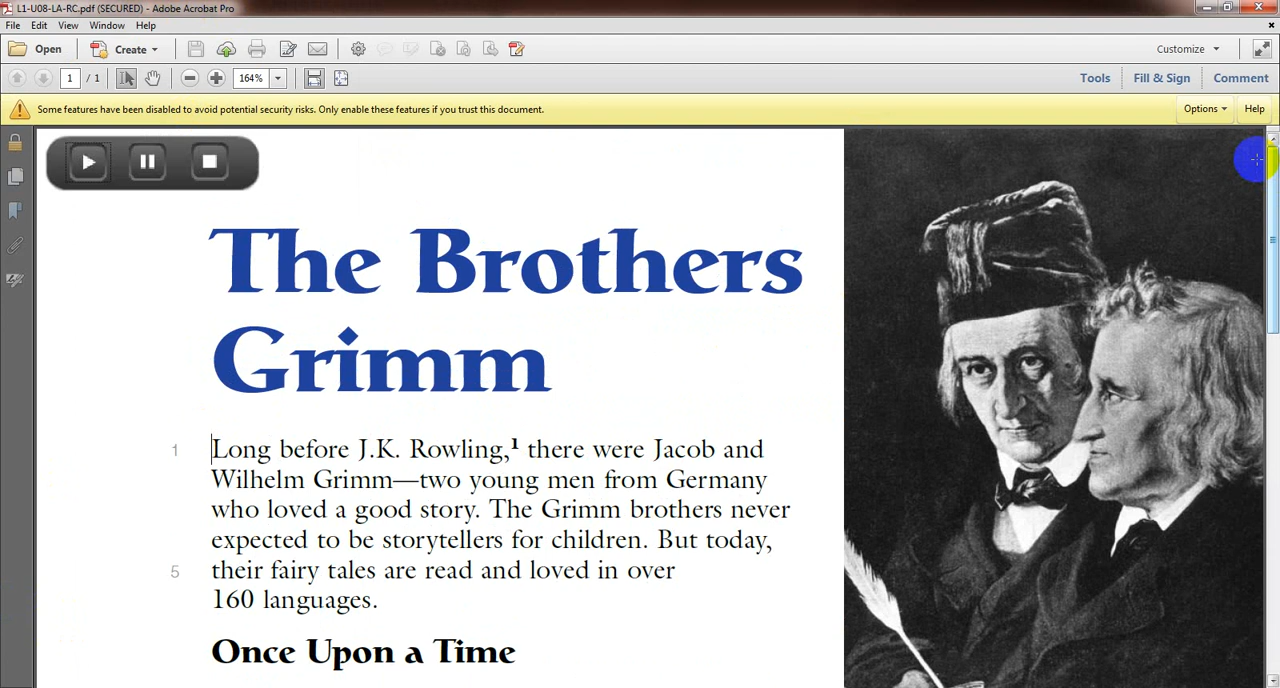 L1-U08-LA-RC.pdf (SECURED) - Adobe Acrobat Pro
File Edit View Window Help
Open Create Customize
1 / 1 164% Tools Fill & Sign Comment
Some features have been disabled to avoid potential security risks. Only enable these features if you trust this document. Options Help
The Brothers
Grimm
1 Long before J.K. Rowling,¹ there were Jacob and
Wilhelm Grimm—two young men from Germany
who loved a good story. The Grimm brothers never
expected to be storytellers for children. But today,
5 their fairy tales are read and loved in over
160 languages.
Once Upon a Time